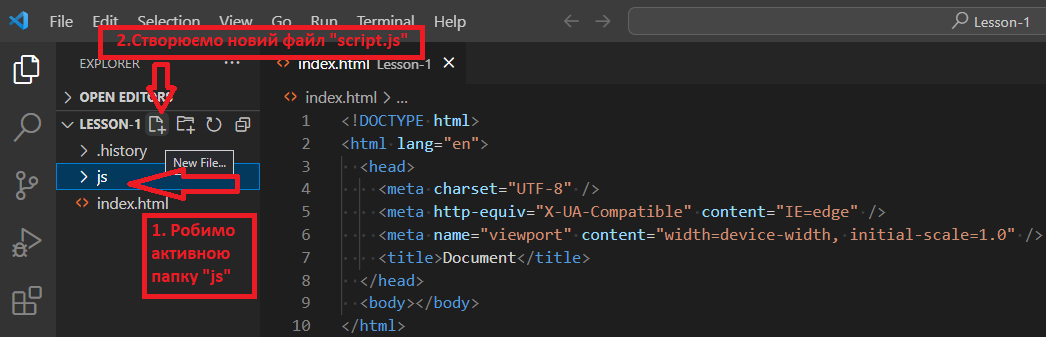 File Edit Selection View Go Run Terminal Help
Lesson-1
2.Створюємо новий файл "script.js"
EXPLORER
index.html Lesson-1
OPEN EDITORS
index.html > ...
LESSON-1
.history
New File...
js
index.html
1. Робимо
активною
папку "js"
1 <!DOCTYPE html>
2 <html lang="en">
3 <head>
4 <meta charset="UTF-8" />
5 <meta http-equiv="X-UA-Compatible" content="IE=edge" />
6 <meta name="viewport" content="width=device-width, initial-scale=1.0" />
7 <title>Document</title>
8 </head>
9 <body></body>
10 </html>